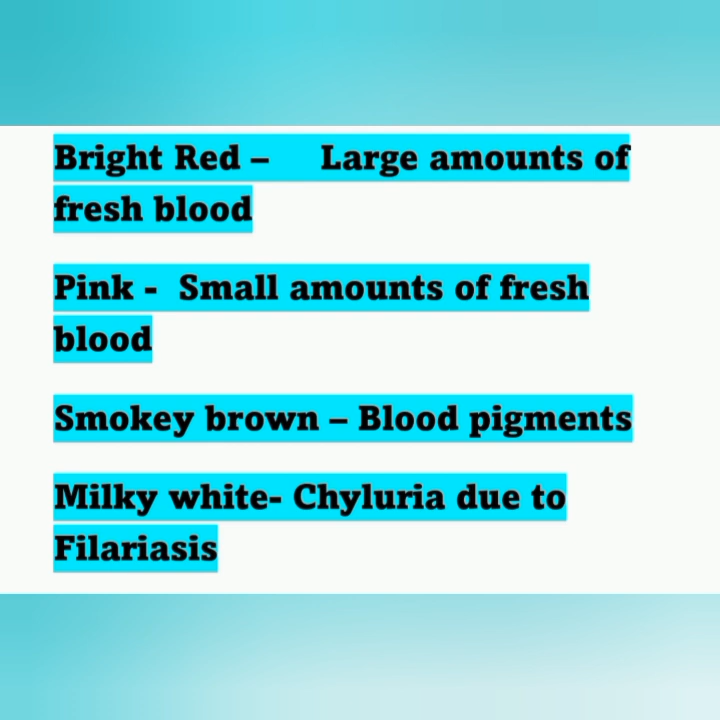 Bright Red – Large amounts of
fresh blood
Pink - Small amounts of fresh
blood
Smokey brown – Blood pigments
Milky white- Chyluria due to
Filariasis